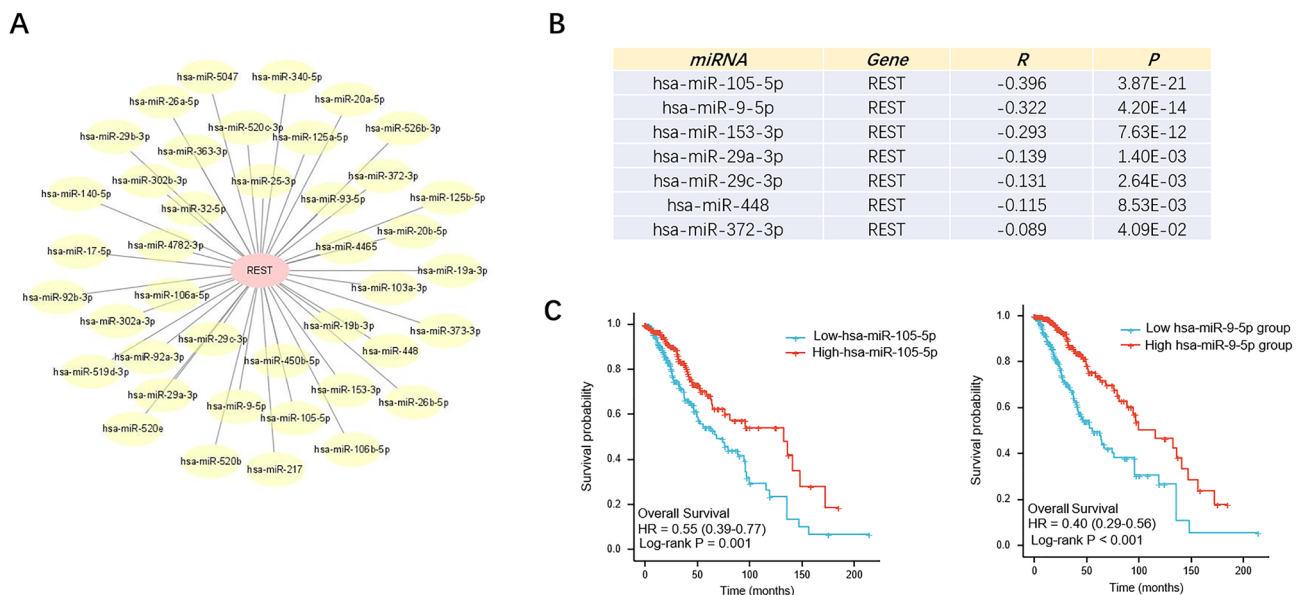 A
hsa-miR-5047
hsa-miR-340-5p
hsa-miR-26a-5p
hsa-miR-20a-5p
hsa-miR-520c-3p
hsa-miR-125a-5p
hsa-miR-526b-3p
hsa-miR-29b-3p
hsa-miR-363-3p
hsa-miR-302b-3p
hsa-miR-25-3p
hsa-miR-372-3p
hsa-miR-140-5p
hsa-miR-93-5p
hsa-miR-125b-5p
hsa-miR-32-5p
hsa-miR-20b-5p
hsa-miR-17-5p
hsa-miR-4782-3p
hsa-miR-4465
REST
hsa-miR-19a-3p
hsa-miR-103a-3p
hsa-miR-92b-3p
hsa-miR-106a-5p
hsa-miR-302a-3p
hsa-miR-19b-3p
hsa-miR-373-3p
hsa-miR-29c-3p
hsa-miR-448
hsa-miR-92a-3p
hsa-miR-450b-5p
hsa-miR-519d-3p
hsa-miR-29a-3p
hsa-miR-153-3p
hsa-miR-9-5p
hsa-miR-26b-5p
hsa-miR-105-5p
hsa-miR-520e
hsa-miR-106b-5p
hsa-miR-520b
hsa-miR-217
B
miRNA Gene R P
hsa-miR-105-5p REST -0.396 3.87E-21
hsa-miR-9-5p REST -0.322 4.20E-14
hsa-miR-153-3p REST -0.293 7.63E-12
hsa-miR-29a-3p REST -0.139 1.40E-03
hsa-miR-29c-3p REST -0.131 2.64E-03
hsa-miR-448 REST -0.115 8.53E-03
hsa-miR-372-3p REST -0.089 4.09E-02
C
Low-hsa-miR-105-5p
High-hsa-miR-105-5p
Survival probability
1.0
0.8
0.6
0.4
0.2
0.0
Overall Survival
HR = 0.55 (0.39-0.77)
Log-rank P = 0.001
0 50 100 150 200
Time (months)
Low hsa-miR-9-5p group
High hsa-miR-9-5p group
Survival probability
1.0
0.8
0.6
0.4
0.2
0.0
Overall Survival
HR = 0.40 (0.29-0.56)
Log-rank P < 0.001
0 50 100 150 200
Time (months)